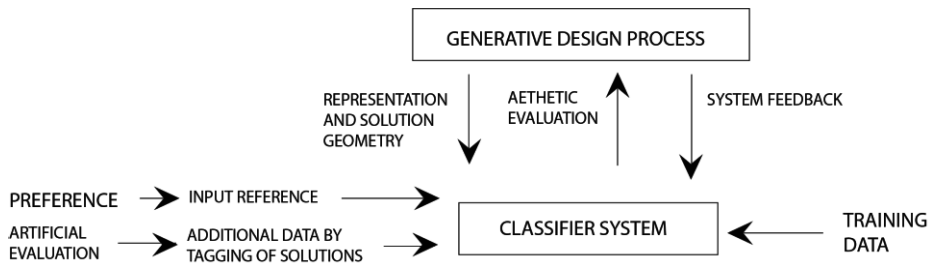 GENERATIVE DESIGN PROCESS
REPRESENTATION
AND SOLUTION
GEOMETRY
AETHETIC
EVALUATION
SYSTEM FEEDBACK
PREFERENCE
INPUT REFERENCE
ARTIFICIAL
EVALUATION
ADDITIONAL DATA BY
TAGGING OF SOLUTIONS
CLASSIFIER SYSTEM
TRAINING
DATA